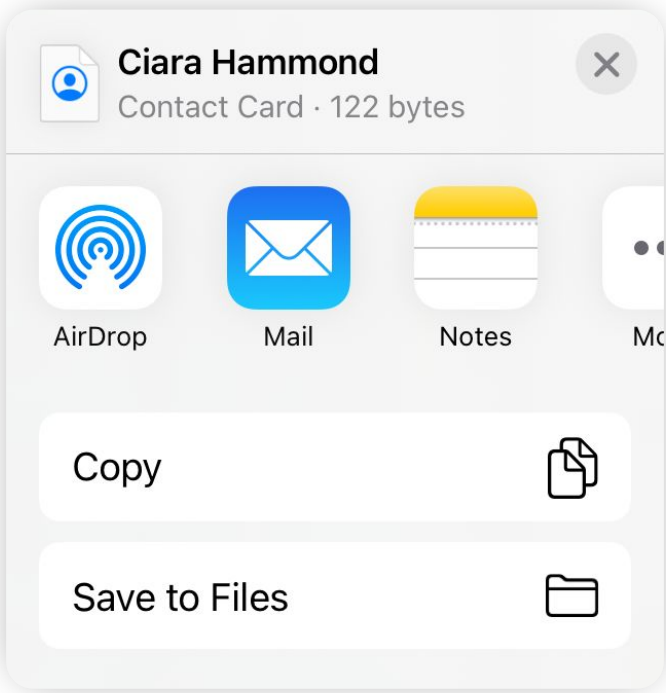 Ciara Hammond
Contact Card · 122 bytes
AirDrop Mail Notes
Copy
Save to Files